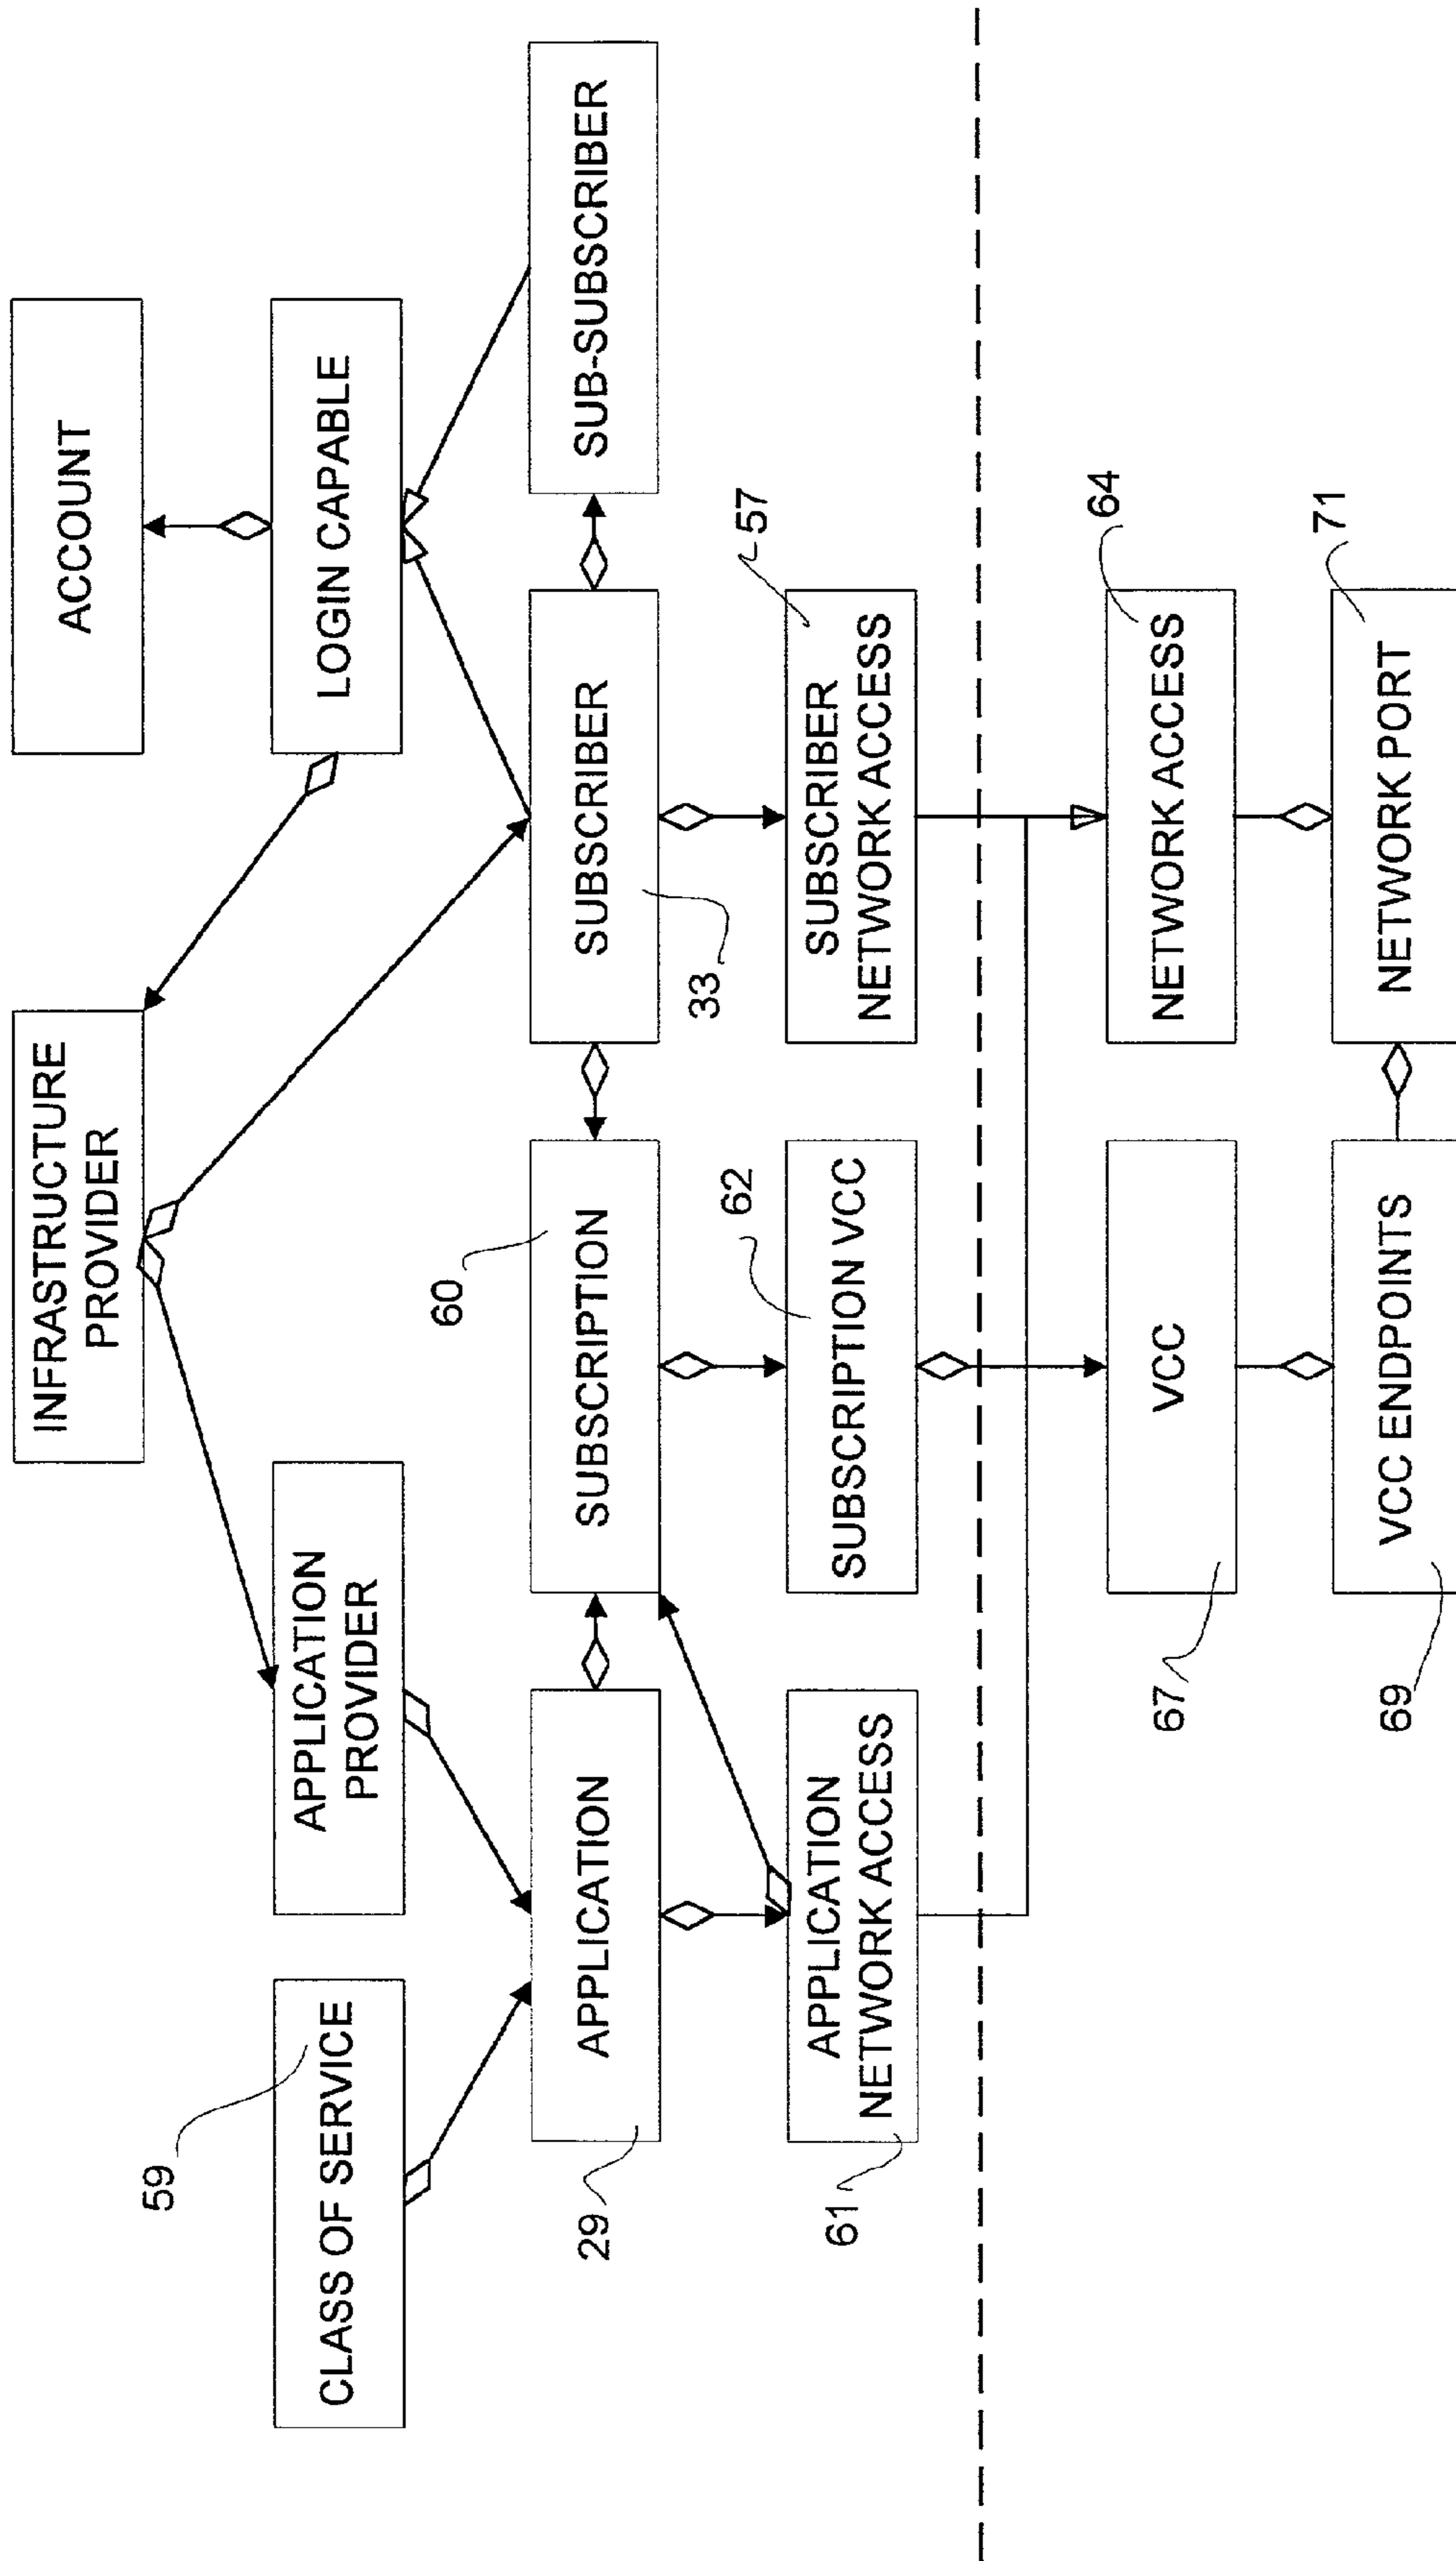 ACCOUNT
INFRASTRUCTURE
PROVIDER
LOGIN CAPABLE
APPLICATION
PROVIDER
CLASS OF SERVICE
59
SUB-SUBSCRIBER
SUBSCRIBER
33
SUBSCRIPTION
60
APPLICATION
29
SUBSCRIBER
NETWORK ACCESS
57
SUBSCRIPTION VCC
62
APPLICATION
NETWORK ACCESS
61
NETWORK ACCESS
64
VCC
67
NETWORK PORT
71
VCC ENDPOINTS
69